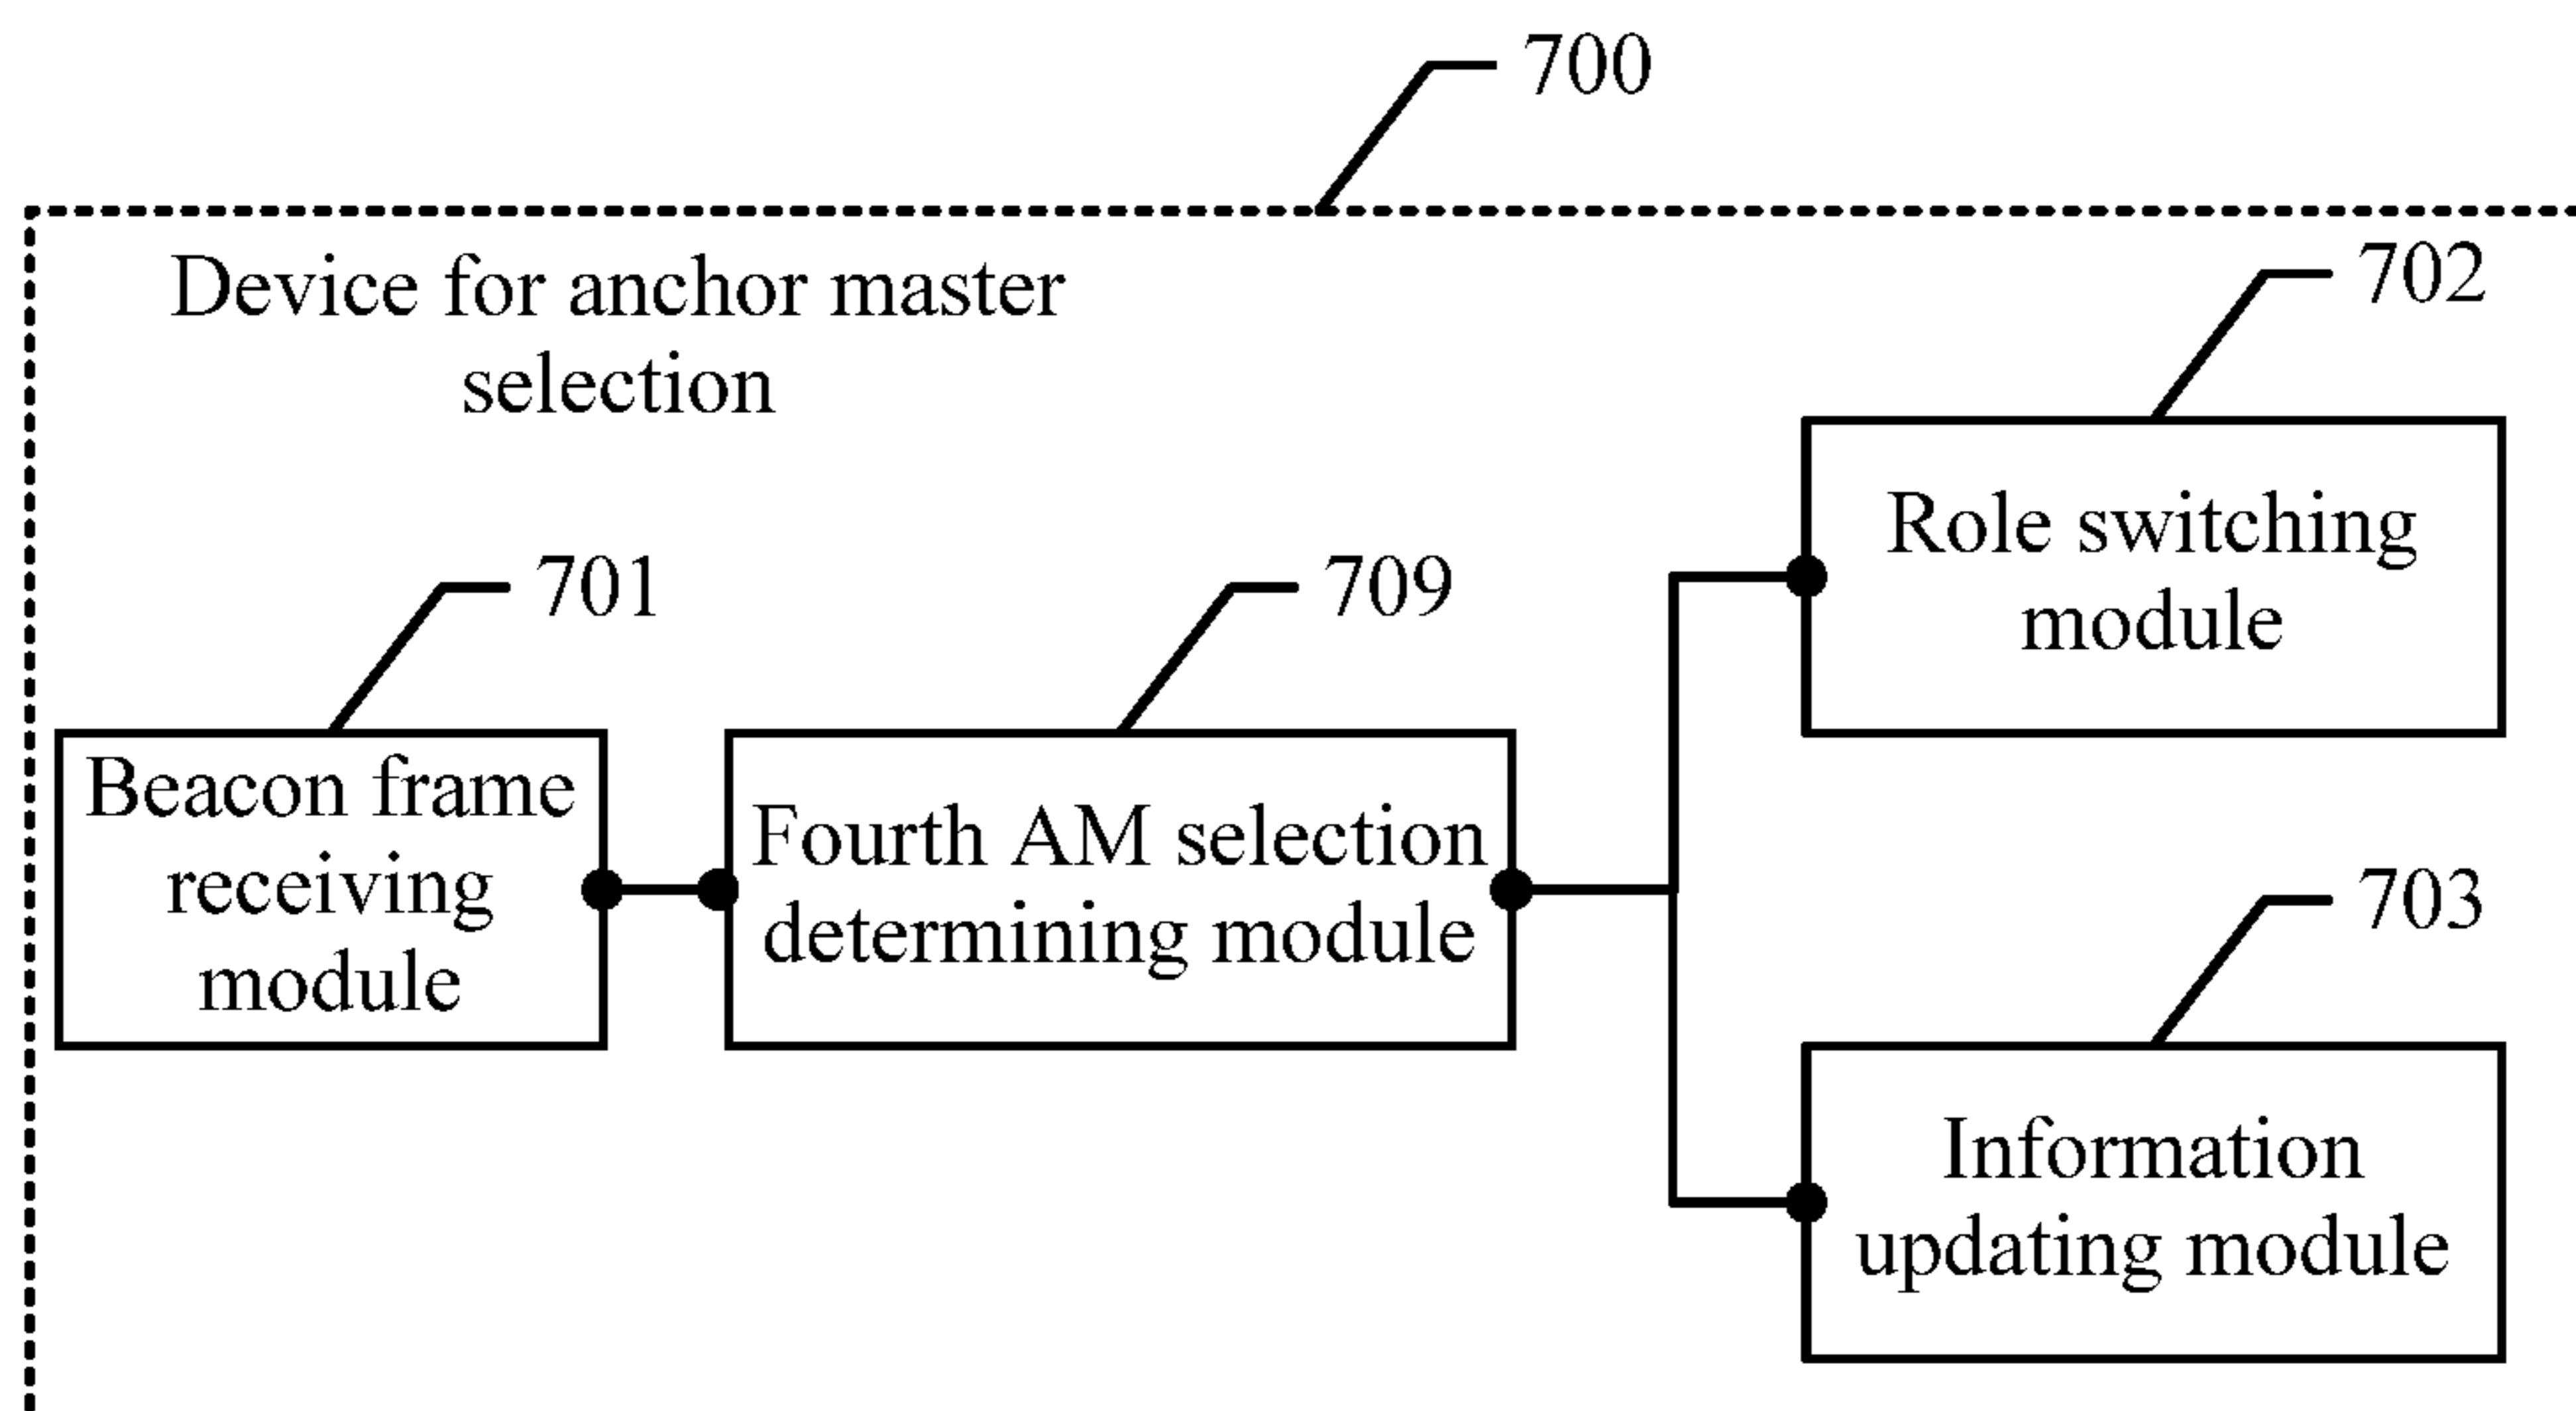 700
Device for anchor master
selection
702
Role switching
module
701
709
Beacon frame
receiving
module
Fourth AM selection
determining module
703
Information
updating module